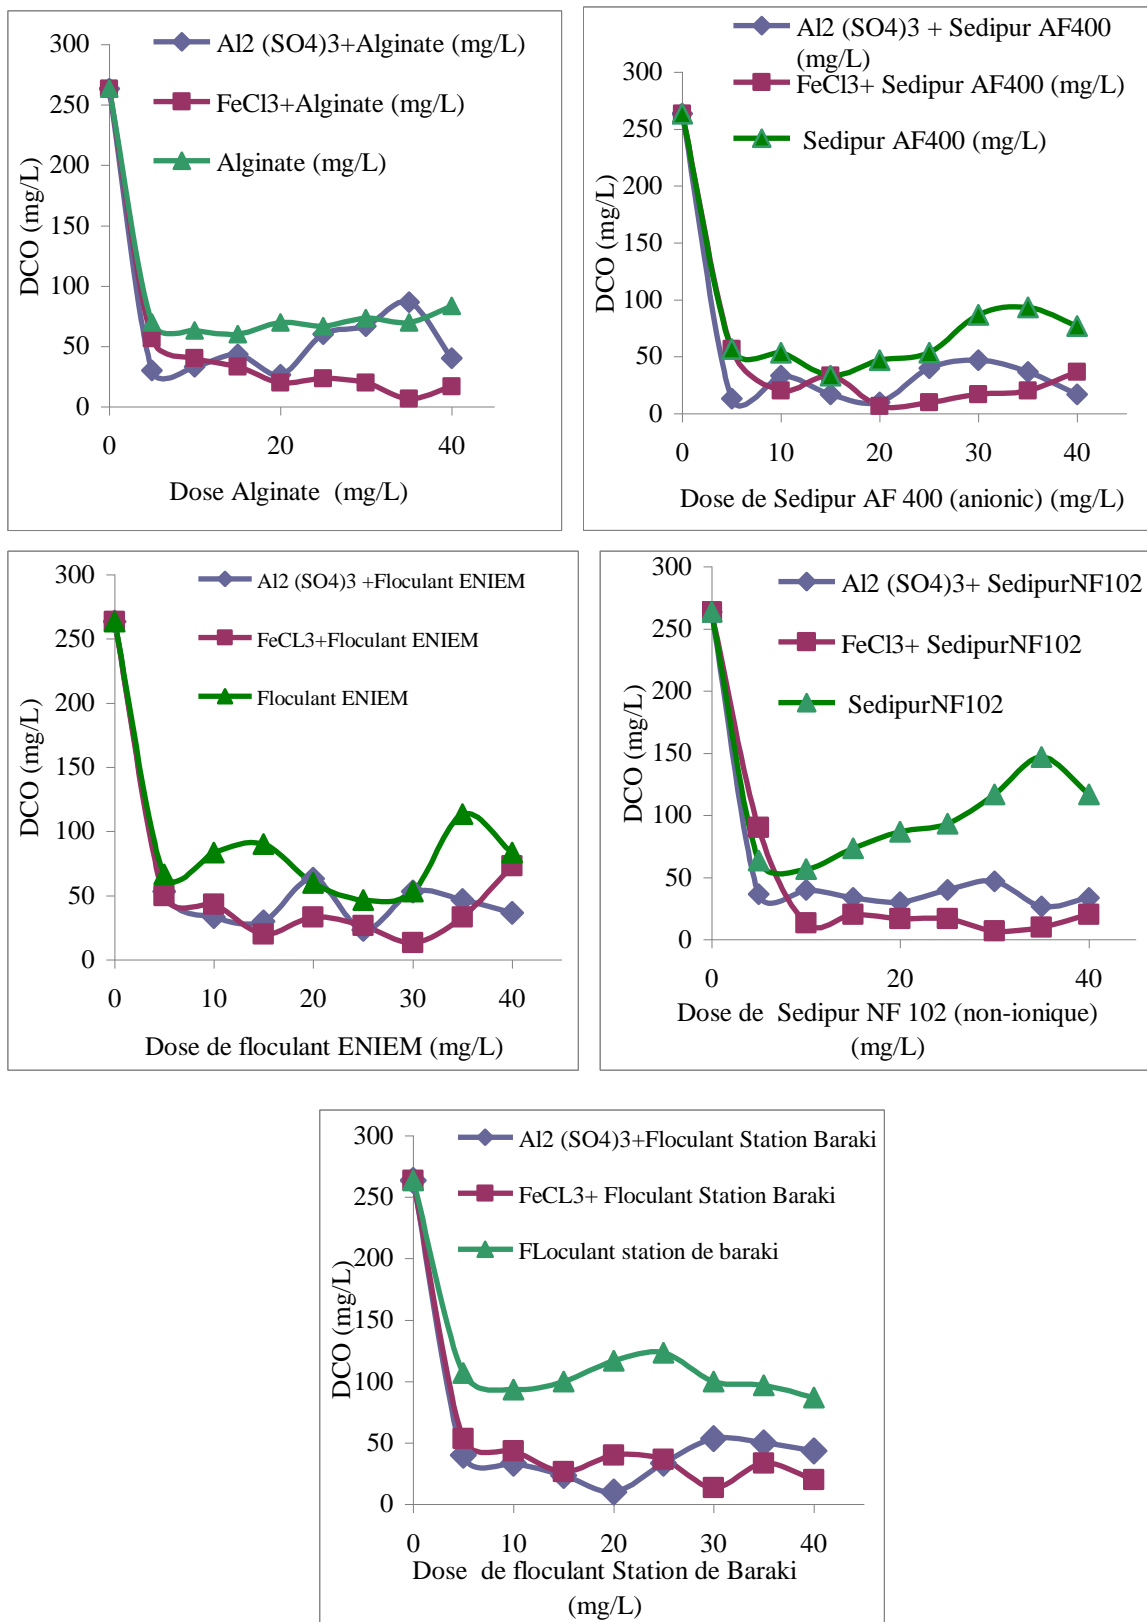 300
250
200
150
100
50
0
DCO (mg/L)
Al2 (SO4)3+Alginate (mg/L)
FeCl3+Alginate (mg/L)
Alginate (mg/L)
0 20 40
Dose Alginate (mg/L)
300
250
200
150
100
50
0
DCO (mg/L)
Al2 (SO4)3 + Sedipur AF400
(mg/L)
FeCl3+ Sedipur AF400 (mg/L)
Sedipur AF400 (mg/L)
0 10 20 30 40
Dose de Sedipur AF 400 (anionic) (mg/L)
300
250
200
150
100
50
0
DCO (mg/L)
Al2 (SO4)3 +Floculant ENIEM
FeCL3+Floculant ENIEM
Floculant ENIEM
0 10 20 30 40
Dose de floculant ENIEM (mg/L)
300
250
200
150
100
50
0
DCO (mg/L)
Al2 (SO4)3+ SedipurNF102
FeCl3+ SedipurNF102
SedipurNF102
0 20 40
Dose de Sedipur NF 102 (non-ionique)
(mg/L)
300
250
200
150
100
50
0
DCO (mg/L)
Al2 (SO4)3+Floculant Station Baraki
FeCL3+ Floculant Station Baraki
FLoculant station de baraki
0 10 20 30 40
Dose de floculant Station de Baraki
(mg/L)